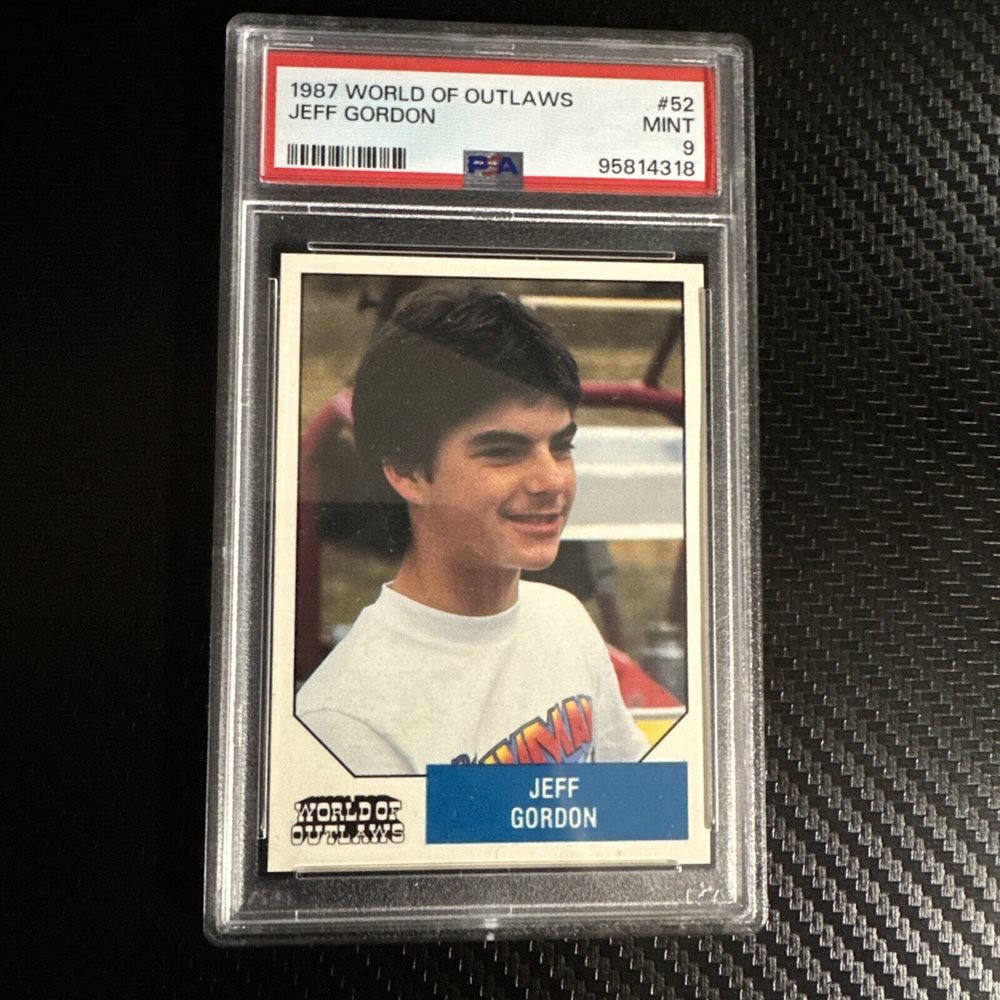 1987 WORLD OF OUTLAWS #52
JEFF GORDON MINT
9
PSA 95814318
JEFF
GORDON
WORLD OF
OUTLAWS